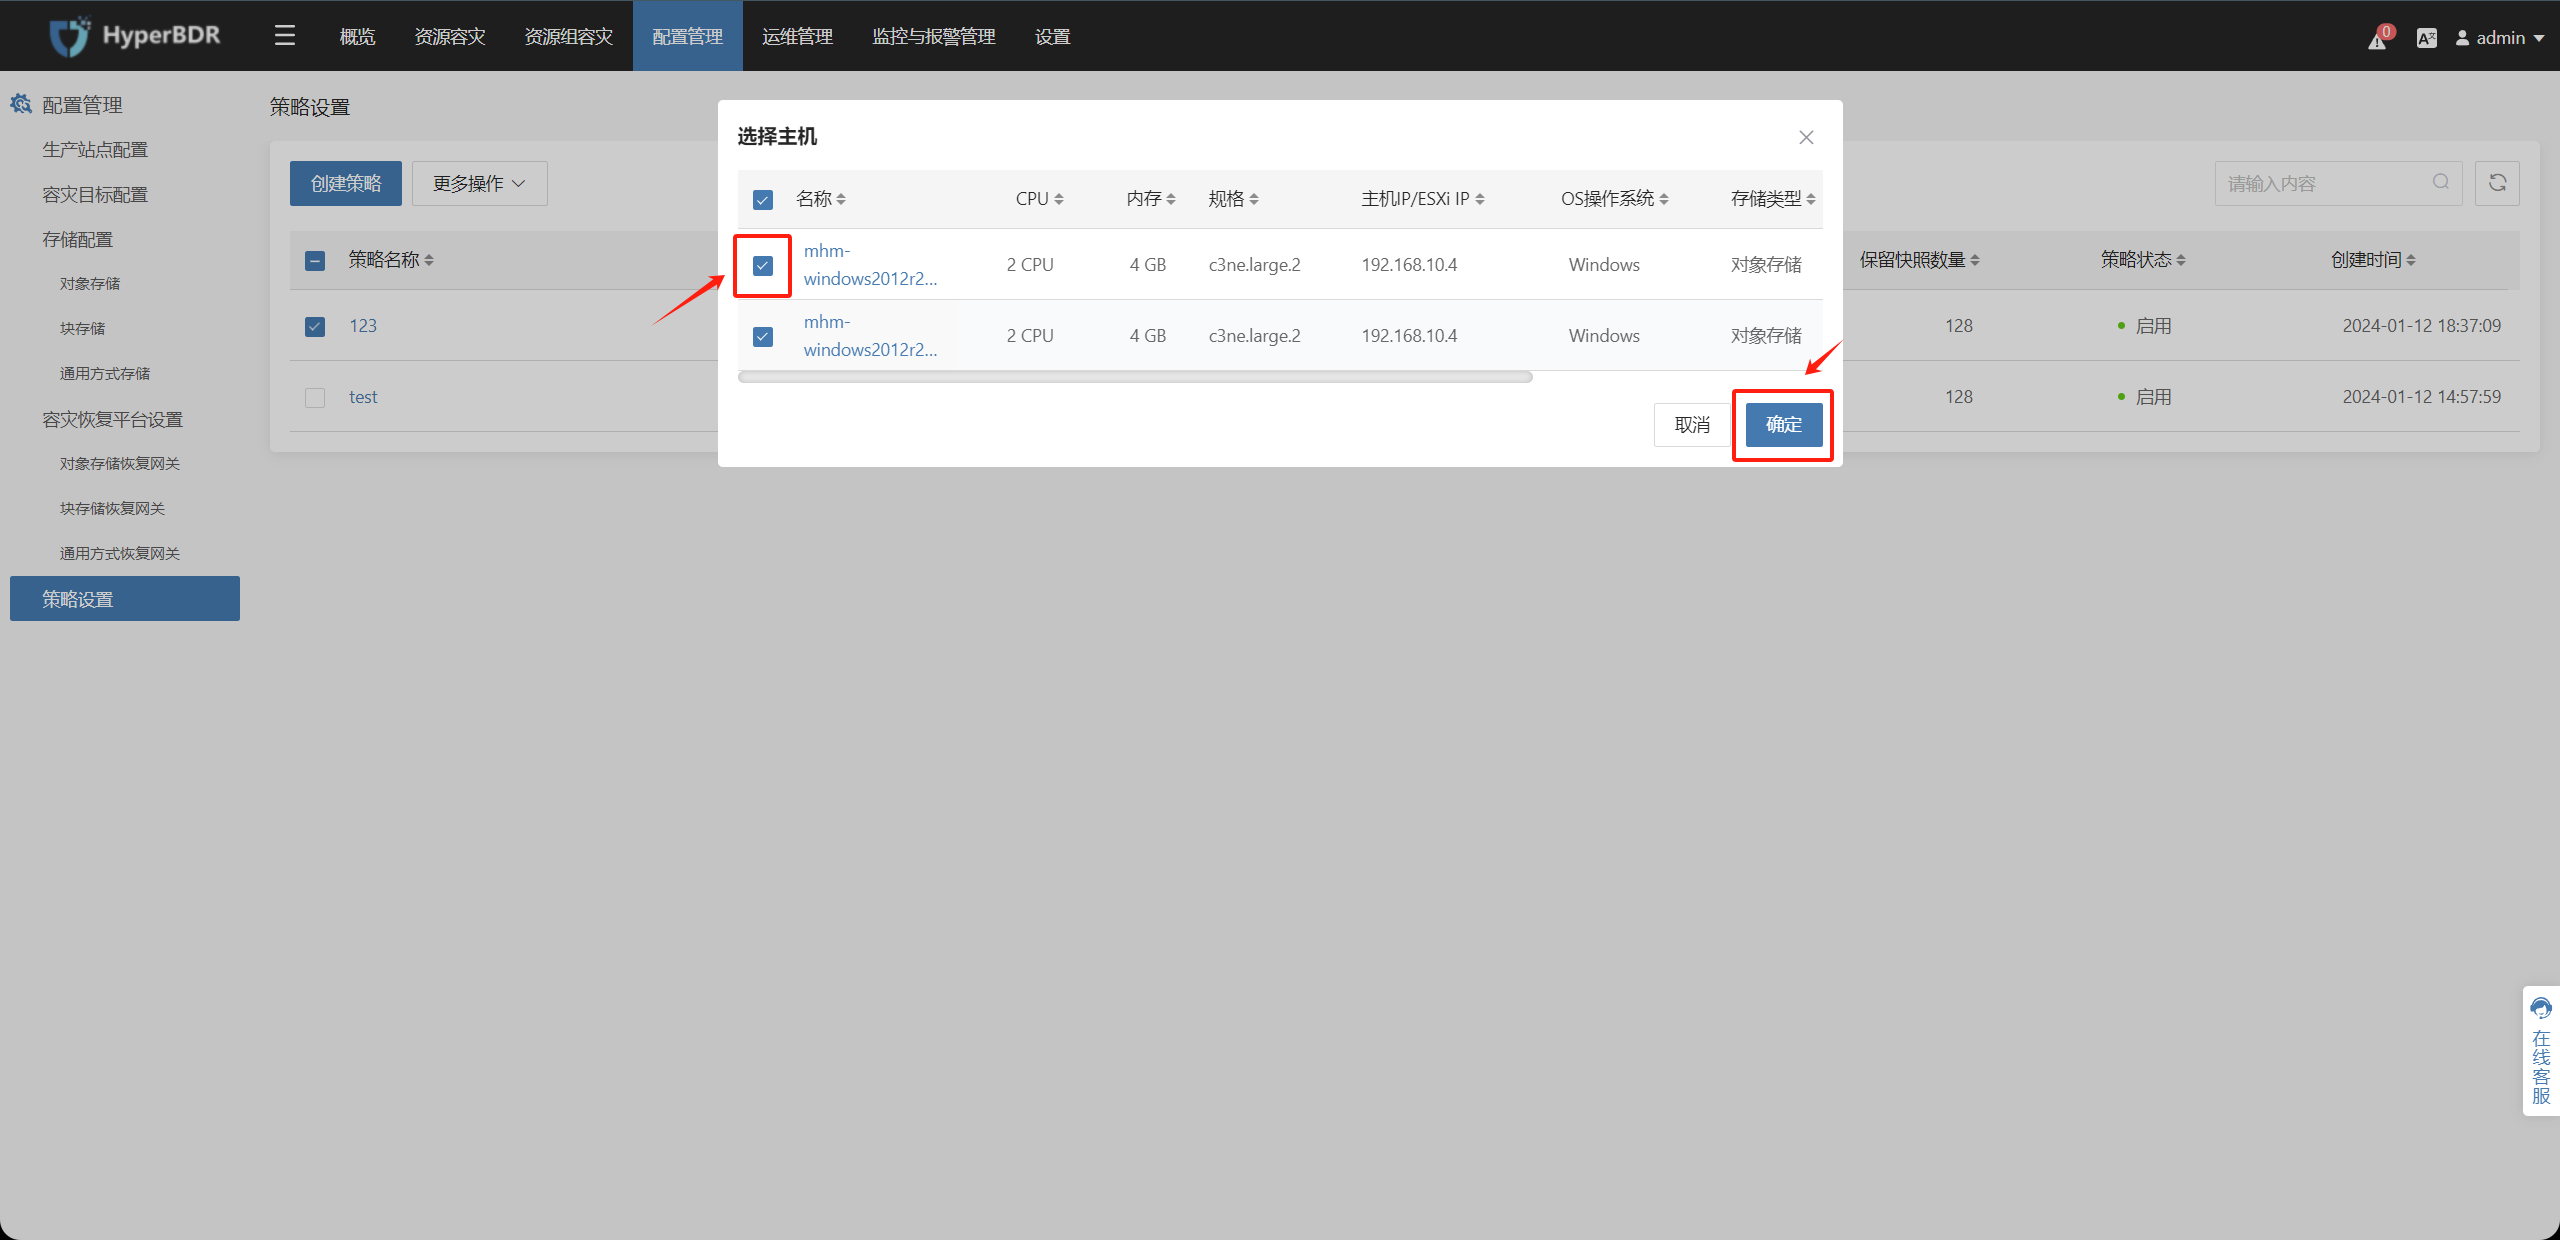 HyperBDR
概览
资源容灾
资源组容灾
配置管理
运维管理
监控与报警管理
设置
0
admin
配置管理
生产站点配置
容灾目标配置
存储配置
对象存储
块存储
通用方式存储
容灾恢复平台设置
对象存储恢复网关
块存储恢复网关
通用方式恢复网关
策略设置
策略设置
创建策略
更多操作
请输入内容
策略名称
保留快照数量
策略状态
创建时间
123
128
启用
2024-01-12 18:37:09
test
128
启用
2024-01-12 14:57:59
选择主机
名称
CPU
内存
规格
主机IP/ESXi IP
OS操作系统
存储类型
mhm-
windows2012r2...
2 CPU
4 GB
c3ne.large.2
192.168.10.4
Windows
对象存储
mhm-
windows2012r2...
2 CPU
4 GB
c3ne.large.2
192.168.10.4
Windows
对象存储
取消
确定
在线客服